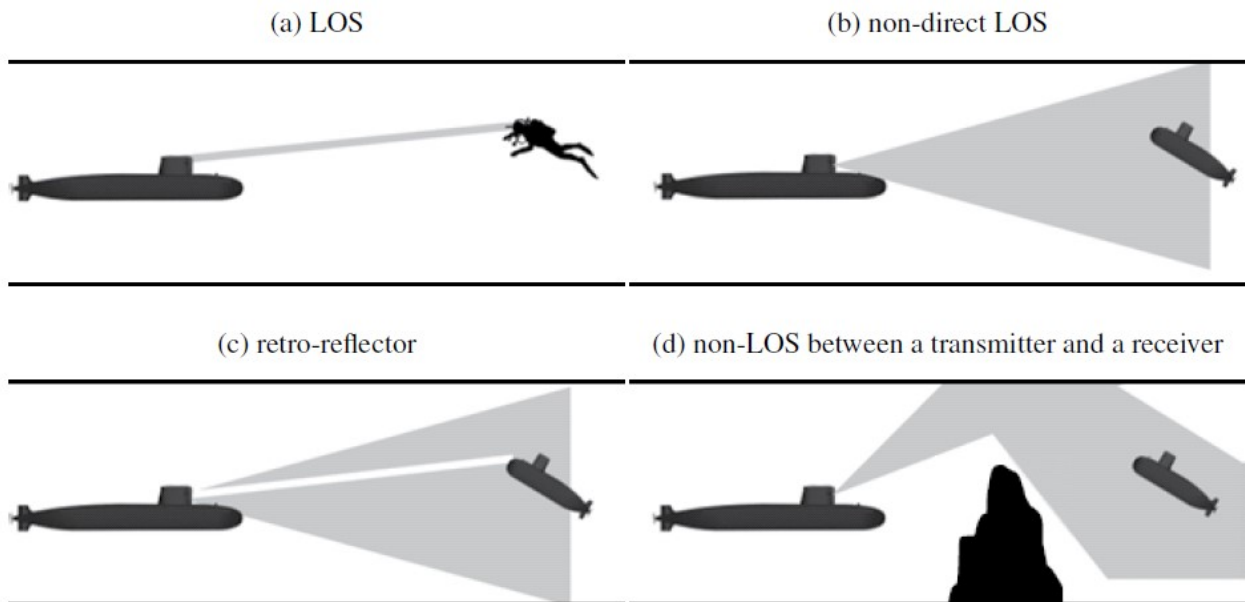 (a) LOS
(b) non-direct LOS
(c) retro-reflector
(d) non-LOS between a transmitter and a receiver